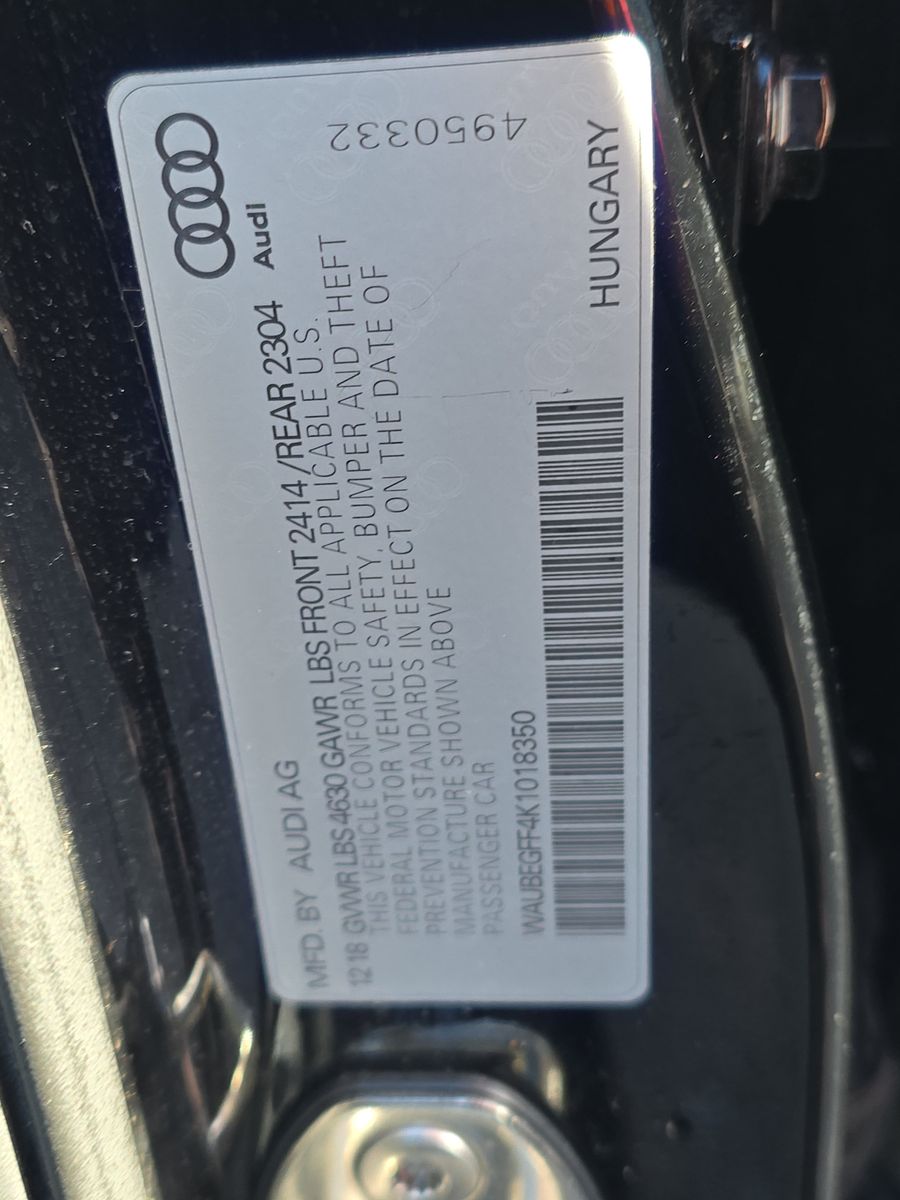 Audi
MFD. BY AUDI AG
12 18 GVWR LBS 4630 GAWR LBS FRONT 2414 / REAR 2304
THIS VEHICLE CONFORMS TO ALL APPLICABLE U.S.
FEDERAL MOTOR VEHICLE SAFETY, BUMPER AND THEFT
PREVENTION STANDARDS IN EFFECT ON THE DATE OF
MANUFACTURE SHOWN ABOVE
PASSENGER CAR
WAUBEGFF4K1018350
HUNGARY
4950332